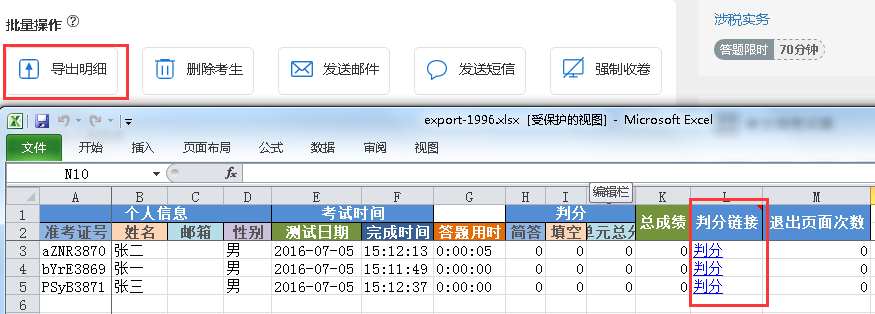 批量操作 ?
涉税实务
答题限时 70分钟
导出明细 删除考生 发送邮件 发送短信 强制收卷
export-1996.xlsx [受保护的视图] - Microsoft Excel
文件 开始 插入 页面布局 公式 数据 审阅 视图
N10 fx
编辑栏
A B C D E F G H I K L M
1 个人信息 考试时间 判分 总成绩 判分链接 退出页面次数
2 准考证号 姓名 邮箱 性别 测试日期 完成时间 答题用时 简答 填空 单元总分
3 aZNR3870 张二 男 2016-07-05 15:12:13 0:00:05 0 0 0 0 判分 0
4 bYrE3869 张一 男 2016-07-05 15:11:49 0:00:00 0 0 0 0 判分 0
5 PSyB3871 张三 男 2016-07-05 15:12:37 0:00:00 0 0 0 0 判分 0
6